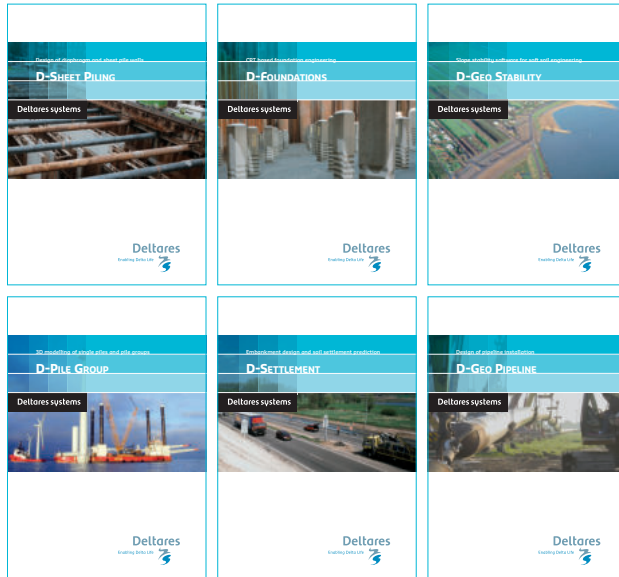 Design of diaphragm and sheet pile walls
D-SHEET PILING
Deltares systems
Deltares
Enabling Delta Life
CPT based foundation engineering
D-FOUNDATIONS
Deltares systems
Deltares
Enabling Delta Life
Slope stability software for soft soil engineering
D-GEO STABILITY
Deltares systems
Deltares
Enabling Delta Life
3D modelling of single piles and pile groups
D-PILE GROUP
Deltares systems
Deltares
Enabling Delta Life
Embankment design and soil settlement prediction
D-SETTLEMENT
Deltares systems
Deltares
Enabling Delta Life
Design of pipeline installation
D-GEO PIPELINE
Deltares systems
Deltares
Enabling Delta Life